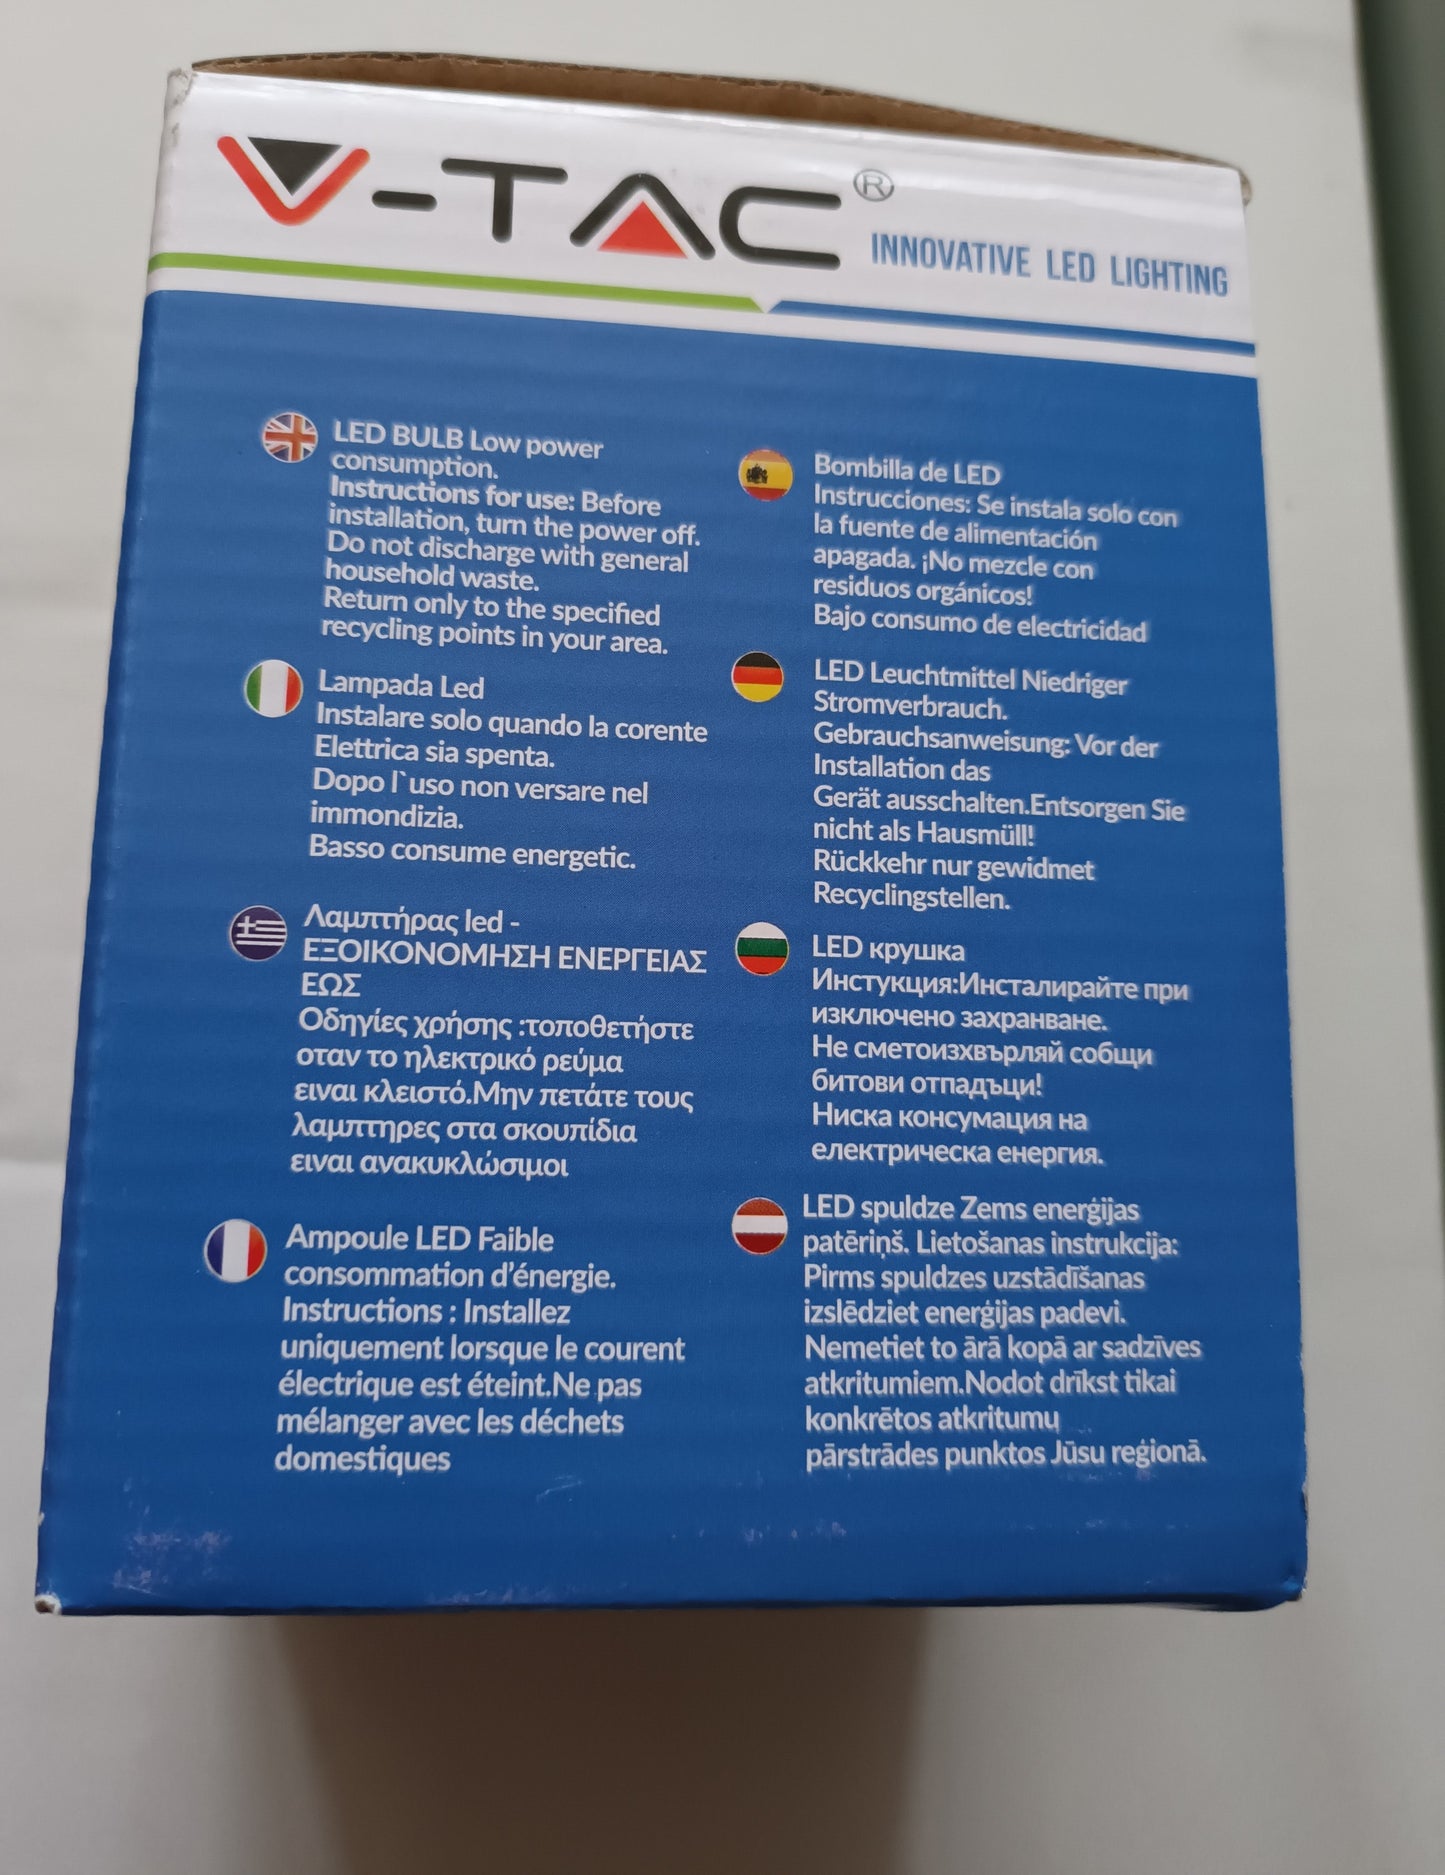 V-TAC®
INNOVATIVE LED LIGHTING
LED BULB Low power
consumption.
Instructions for use: Before
installation, turn the power off.
Do not discharge with general
household waste.
Return only to the specified
recycling points in your area.
Lampada Led
Instalare solo quando la corente
Elettrica sia spenta.
Dopo l`uso non versare nel
immondizia.
Basso consume energetic.
Λαμπτήρας led -
ΕΞΟΙΚΟΝΟΜΗΣΗ ΕΝΕΡΓΕΙΑΣ
ΕΩΣ
Οδηγίες χρήσης :τοποθετήστε
οταν το ηλεκτρικό ρεύμα
ειναι κλειστό.Μην πετάτε τους
λαμπτηρες στα σκουπίδια
ειναι ανακυκλώσιμοι
Ampoule LED Faible
consommation d'énergie.
Instructions : Installez
uniquement lorsque le courent
électrique est éteint.Ne pas
mélanger avec les déchets
domestiques
Bombilla de LED
Instrucciones: Se instala solo con
la fuente de alimentación
apagada. ¡No mezcle con
residuos orgánicos!
Bajo consumo de electricidad
LED Leuchtmittel Niedriger
Stromverbrauch.
Gebrauchsanweisung: Vor der
Installation das
Gerät ausschalten.Entsorgen Sie
nicht als Hausmüll!
Rückkehr nur gewidmet
Recyclingstellen.
LED крушка
Инстукция:Инсталирайте при
изключено захранване.
Не сметоизхвърляй собщи
битови отпадъци!
Ниска консумация на
електрическа енергия.
LED spuldze Zems enerģijas
patēriņš. Lietošanas instrukcija:
Pirms spuldzes uzstādīšanas
izslēdziet enerģijas padevi.
Nemetiet to ārā kopā ar sadzīves
atkritumiem.Nodot drīkst tikai
konkrētos atkritumų
pārstrādes punktos Jūsu reģionā.